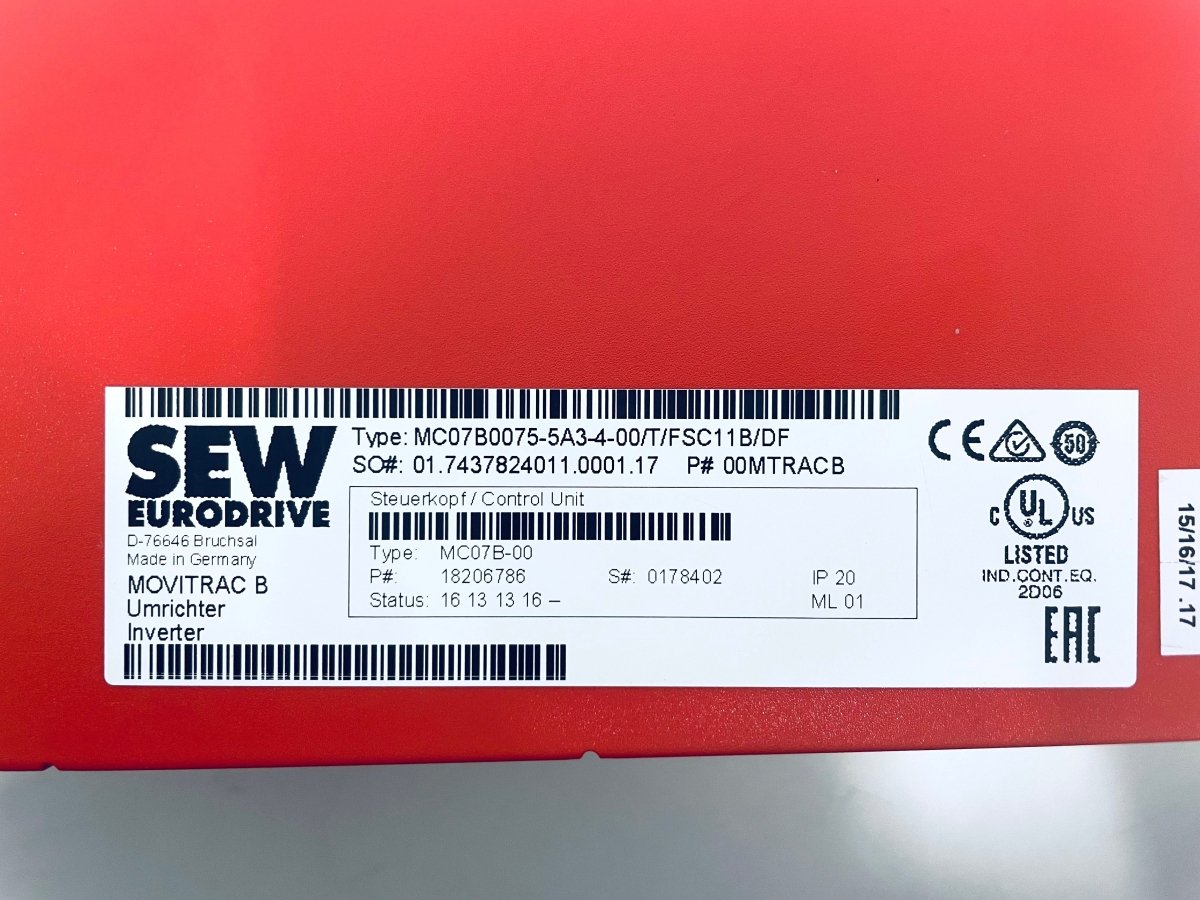 SEW
EURODRIVE
D-76646 Bruchsal
Made in Germany
MOVITRAC B
Umrichter
Inverter
Type: MC07B0075-5A3-4-00/T/FSC11B/DF
SO#: 01.7437824011.0001.17 P# 00MTRACB
Steuerkopf / Control Unit
Type: MC07B-00
P#: 18206786 S#: 0178402 IP 20
Status: 16 13 13 16 – ML 01
CE 50
C UL US
LISTED
IND.CONT.EQ.
2D06
EAC
15/16/17 .17